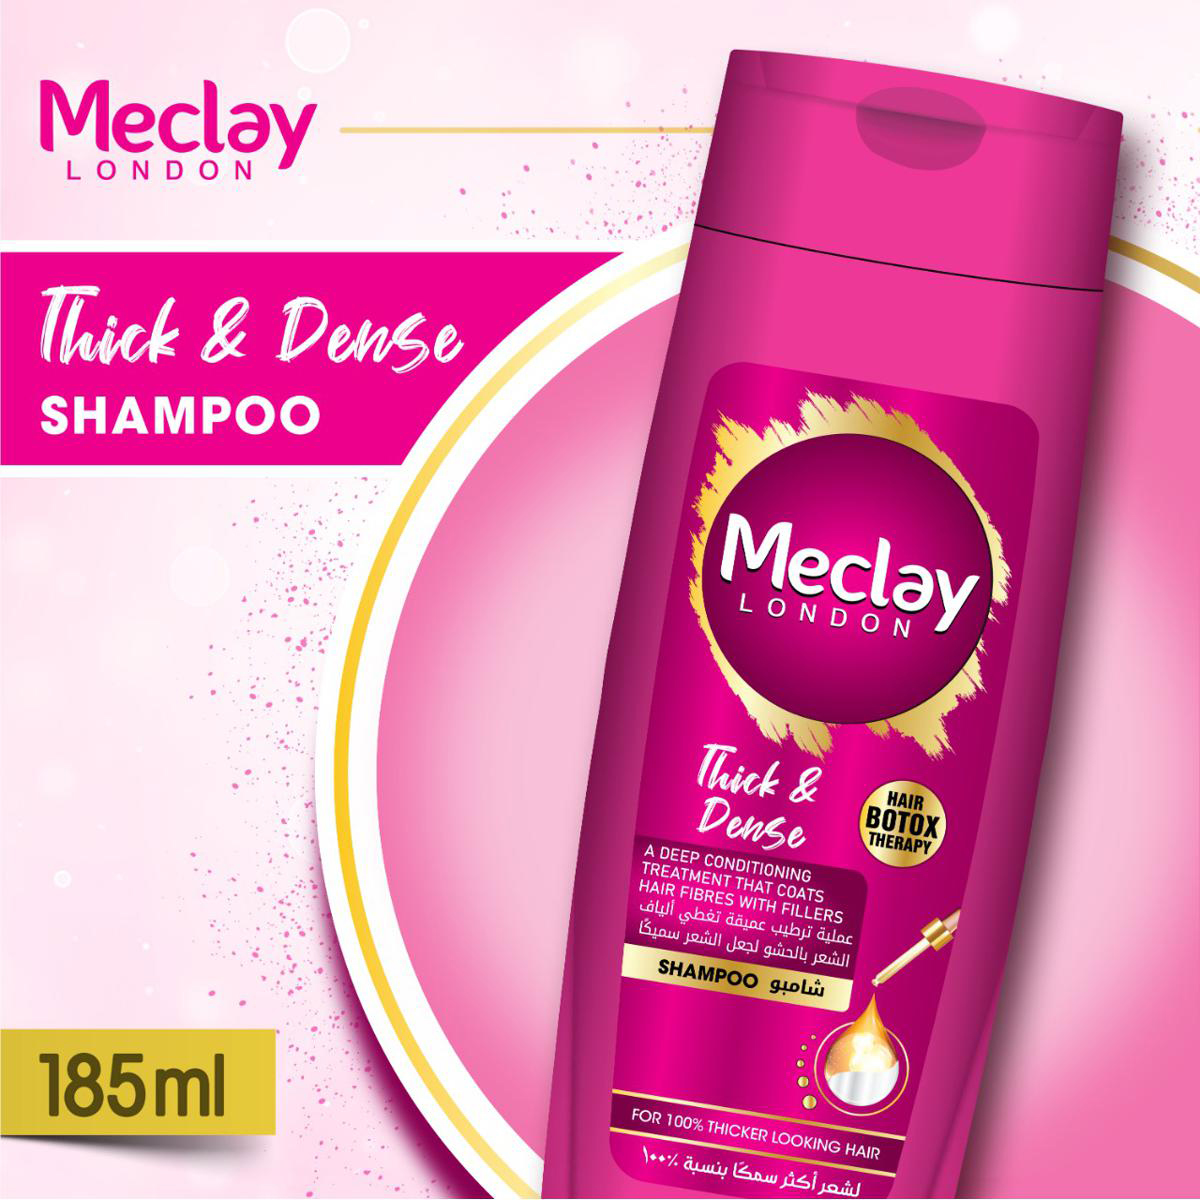 Meclay
LONDON
Thick & Dense
SHAMPOO
185ml
Meclay
LONDON
Thick &
Dense
HAIR
BOTOX
THERAPY
A DEEP CONDITIONING
TREATMENT THAT COATS
HAIR FIBRES WITH FILLERS
عملية ترطيب عميقة تغطي ألياف
الشعر بالحشو لجعل الشعر سميكًا
SHAMPOO شامبو
FOR 100% THICKER LOOKING HAIR
لشعر أكثر سمكًا بنسبة ١٠٠٪